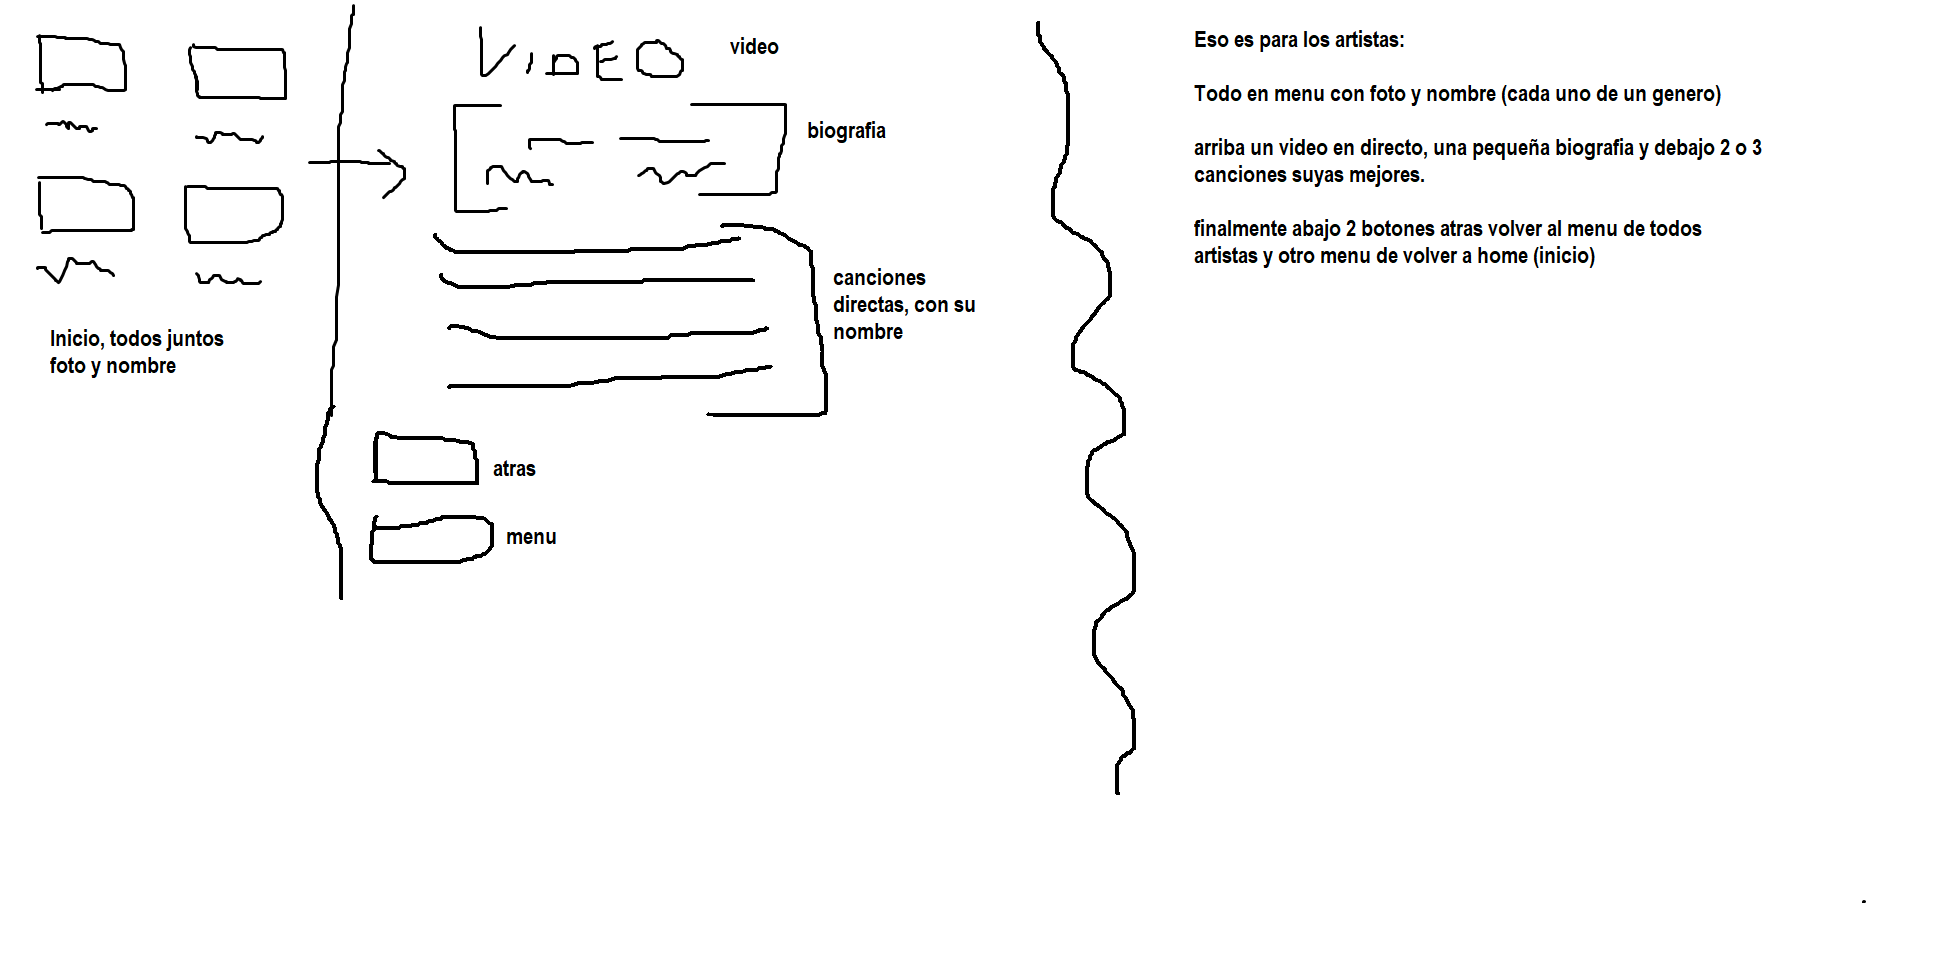 Inicio, todos juntos
foto y nombre
VIDEO
video
biografia
canciones
directas, con su
nombre
atras
menu
Eso es para los artistas:
Todo en menu con foto y nombre (cada uno de un genero)
arriba un video en directo, una pequeña biografia y debajo 2 o 3
canciones suyas mejores.
finalmente abajo 2 botones atras volver al menu de todos
artistas y otro menu de volver a home (inicio)